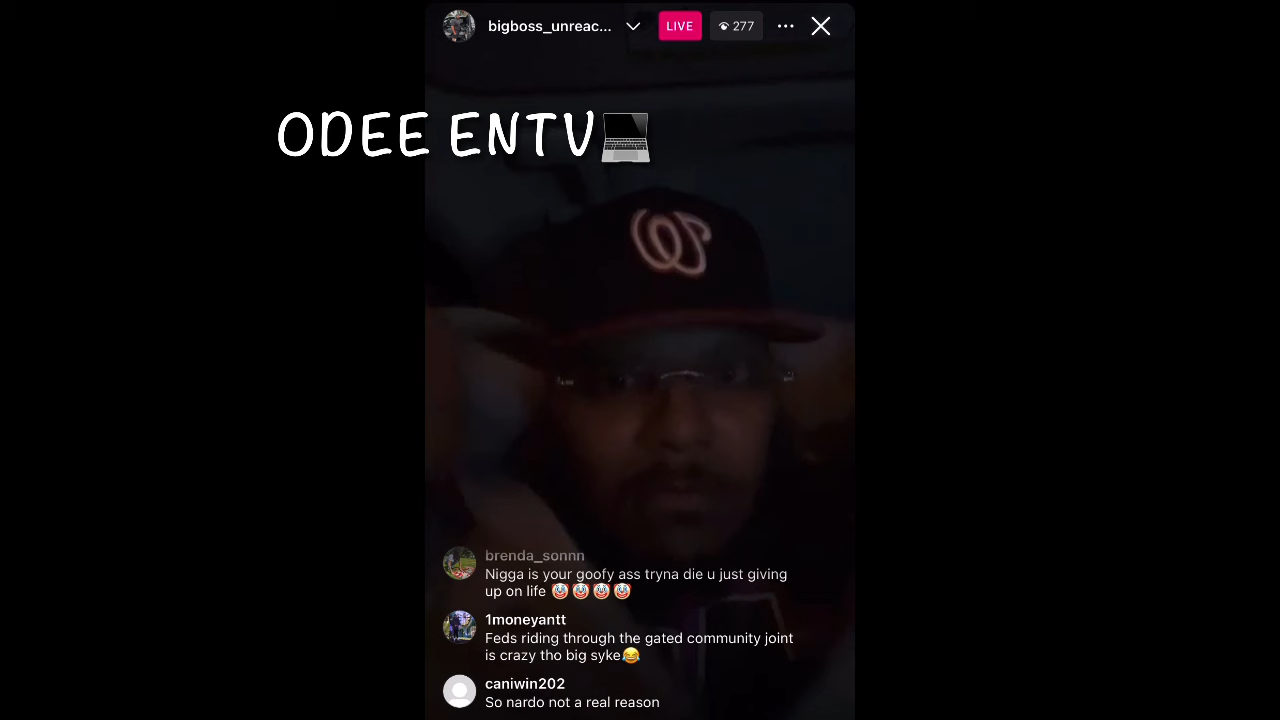 bigboss_unreac...
LIVE
277
ODEE ENTV💻
W
brenda_sonnn
Nigga is your goofy ass tryna die u just giving
up on life 🤡🤡🤡🤡
1moneyantt
Feds riding through the gated community joint
is crazy tho big syke😂
caniwin202
So nardo not a real reason